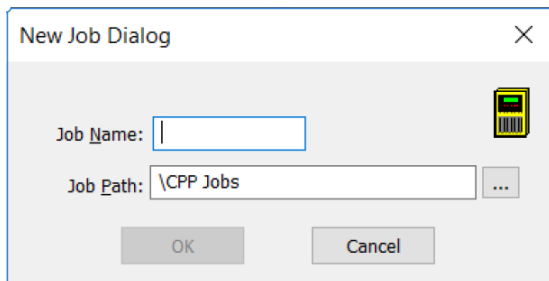 New Job Dialog
Job Name:
Job Path: \CPP Jobs ...
OK Cancel